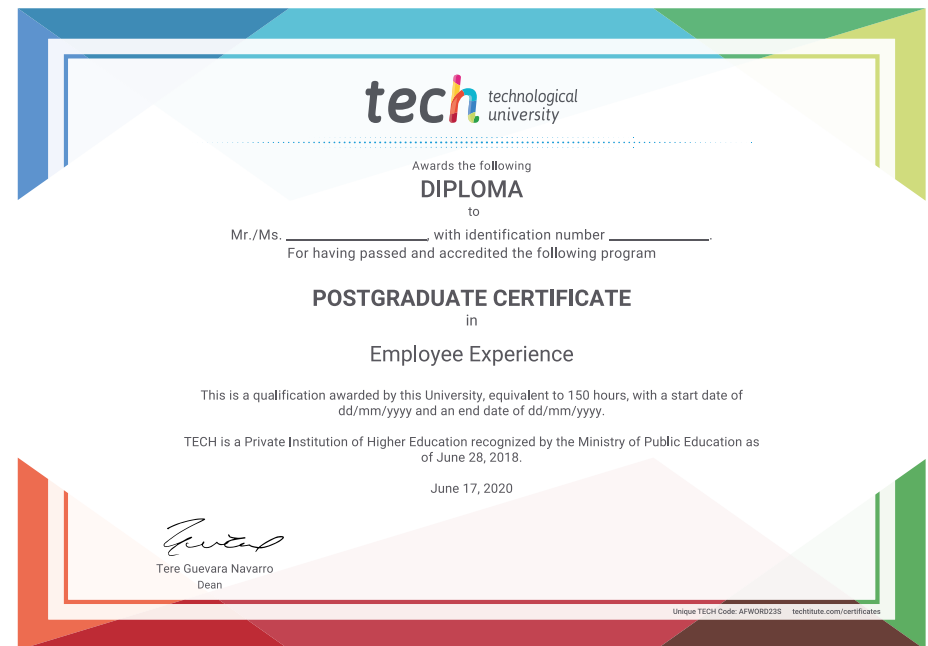 tech technological
university
Awards the following
DIPLOMA
to
Mr./Ms. ____________________, with identification number ______________.
For having passed and accredited the following program
POSTGRADUATE CERTIFICATE
in
Employee Experience
This is a qualification awarded by this University, equivalent to 150 hours, with a start date of
dd/mm/yyyy and an end date of dd/mm/yyyy.
TECH is a Private Institution of Higher Education recognized by the Ministry of Public Education as
of June 28, 2018.
June 17, 2020
Tere Guevara Navarro
Dean
Unique TECH Code: AFWORD23S techtitute.com/certificates